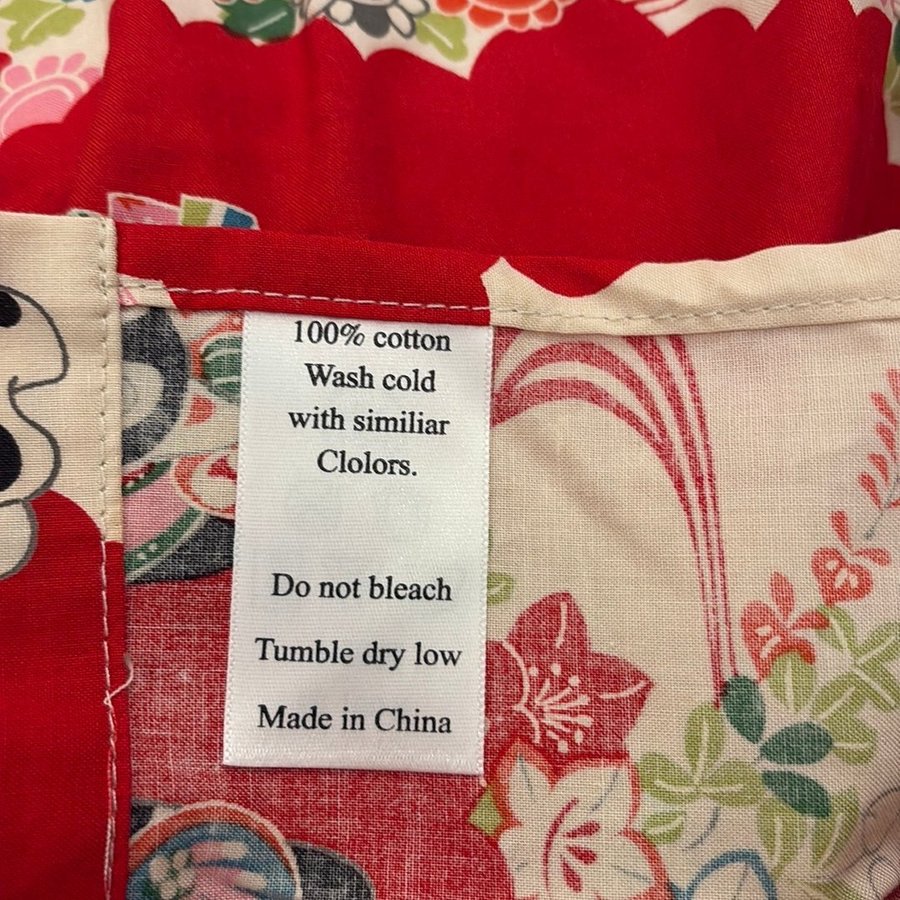 100% cotton
Wash cold
with similiar
Clolors.
Do not bleach
Tumble dry low
Made in China